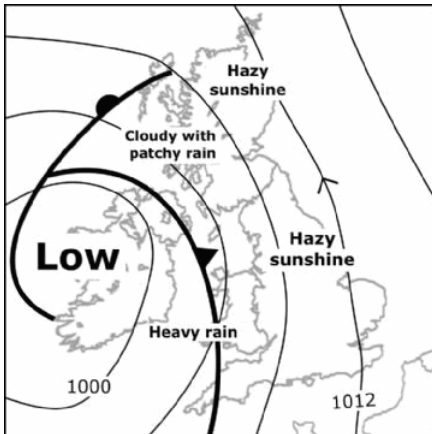 Hazy
sunshine
Cloudy with
patchy rain
Hazy
sunshine
Low
Heavy rain
1000
1012